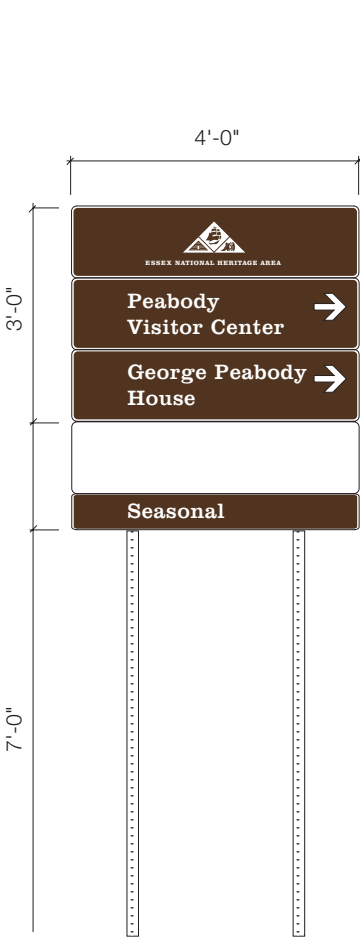 4'-0"
3'-0"
ESSEX NATIONAL HERITAGE AREA
Peabody
Visitor Center
George Peabody
House
Seasonal
7'-0"